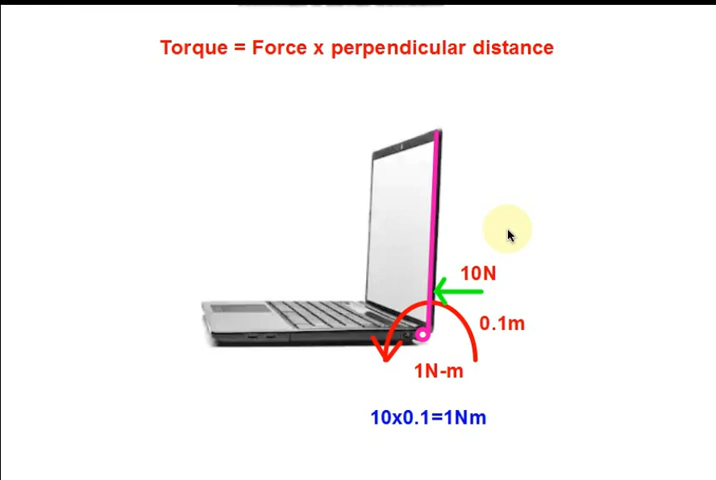 Torque = Force x perpendicular distance
10N
0.1m
1N-m
10x0.1=1Nm